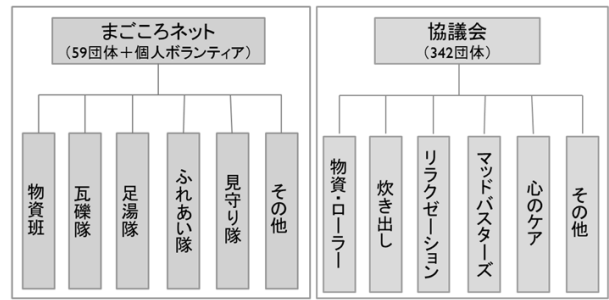 まごころネット
（59団体＋個人ボランティア）
物資班
瓦礫隊
足湯隊
ふれあい隊
見守り隊
その他
協議会
（342団体）
物資・ローラー
炊き出し
リラクゼーション
マッドバスターズ
心のケア
その他